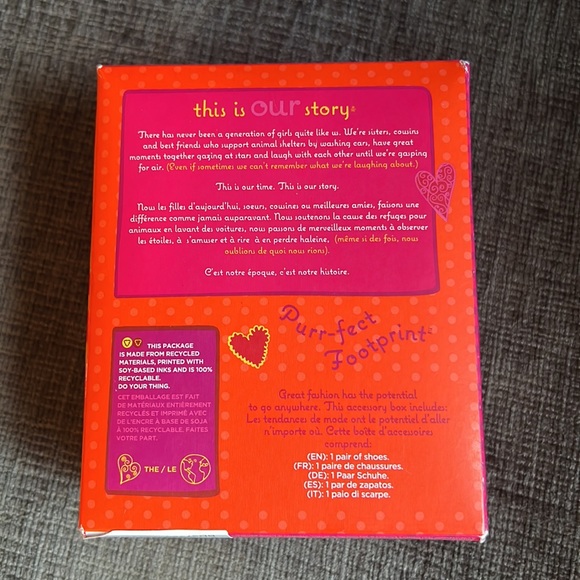 this is our story®
There has never been a generation of girls quite like us. We're sisters, cousins
and best friends who support animal shelters by washing cars, have great
moments together gazing at stars and laugh with each other until we're gasping
for air. (Even if sometimes we can't remember what we're laughing about.)
This is our time. This is our story.
Nous les filles d'aujourd'hui, soeurs, cousines ou meilleures amies, faisons une
différence comme jamais auparavant. Nous soutenons la cause des refuges pour
animaux en lavant des voitures, nous pasons de merveilleux moments à observer
les étoiles, à s'amuser et à rire à en perdre haleine, (même si des fois, nous
oublions de quoi nous rions).
C'est notre époque, c'est notre histoire.
Purr-fect
Footprint™
THIS PACKAGE
IS MADE FROM RECYCLED
MATERIALS, PRINTED WITH
SOY-BASED INKS AND IS 100%
RECYCLABLE.
DO YOUR THING.
CET EMBALLAGE EST FAIT
DE MATÉRIAUX ENTIÈREMENT
RECYCLÉS ET IMPRIMÉ AVEC
DE L'ENCRE À BASE DE SOJA
À 100% RECYCLABLE. FAITES
VOTRE PART.
THE / LE
Great fashion has the potential
to go anywhere. This accessory box includes:
Les tendances de mode ont le potentiel d'aller
n'importe où. Cette boîte d'accessoires
comprend:
(EN): 1 pair of shoes.
(FR): 1 paire de chaussures.
(DE): 1 Paar Schuhe.
(ES): 1 par de zapatos.
(IT): 1 paio di scarpe.